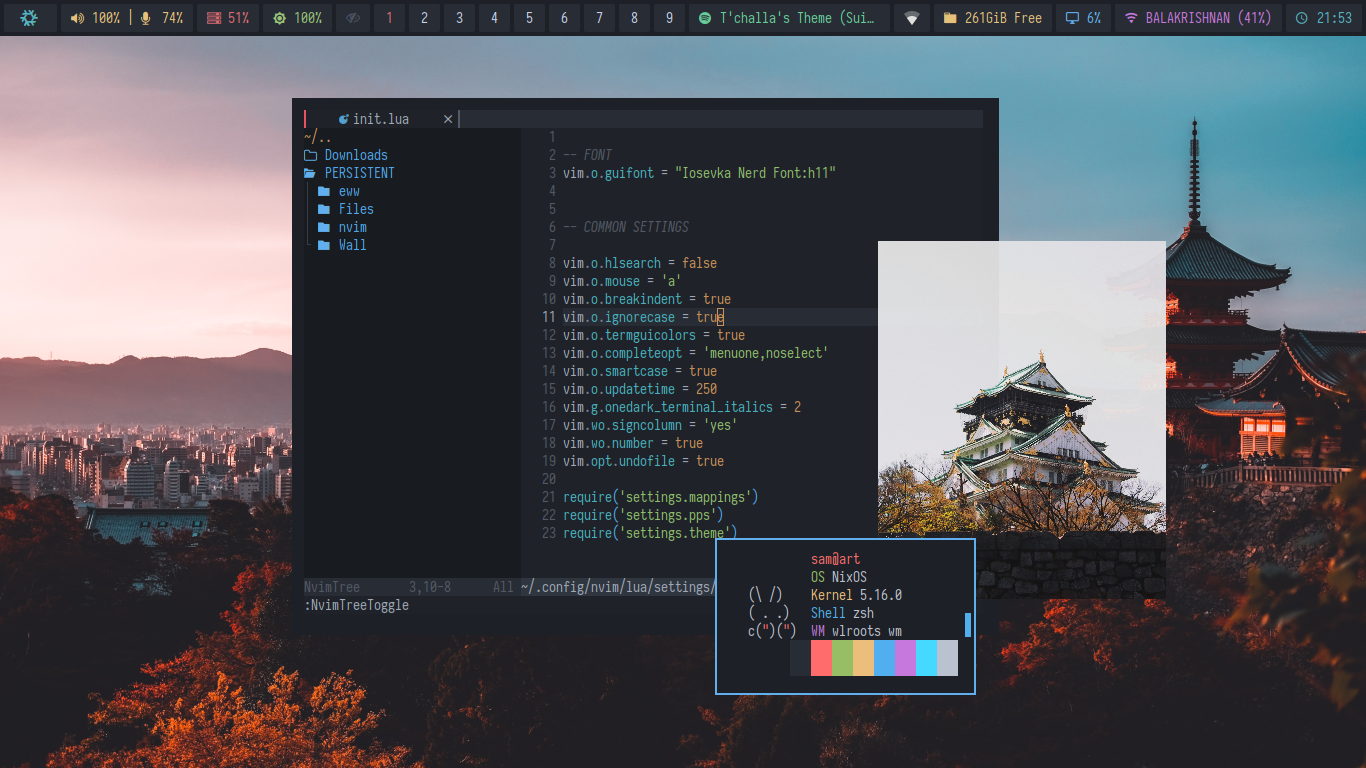 100% | 74% 51% 100% 1 2 3 4 5 6 7 8 9 T'challa's Theme (Sui… 261GiB Free 6% BALAKRISHNAN (41%) 21:53
init.lua ×
~/..
Downloads
PERSISTENT
eww
Files
nvim
Wall
1
2 -- FONT
3 vim.o.guifont = "Iosevka Nerd Font:h11"
4
5
6 -- COMMON SETTINGS
7
8 vim.o.hlsearch = false
9 vim.o.mouse = 'a'
10 vim.o.breakindent = true
11 vim.o.ignorecase = true
12 vim.o.termguicolors = true
13 vim.o.completeopt = 'menuone,noselect'
14 vim.o.smartcase = true
15 vim.o.updatetime = 250
16 vim.g.onedark_terminal_italics = 2
17 vim.wo.signcolumn = 'yes'
18 vim.wo.number = true
19 vim.opt.undofile = true
20
21 require('settings.mappings')
22 require('settings.pps')
23 require('settings.theme')
NvimTree 3,10-8 All ~/.config/nvim/lua/settings/
:NvimTreeToggle
sam@art
OS NixOS
(\ /) Kernel 5.16.0
( . .) Shell zsh
c(")(") WM wlroots wm